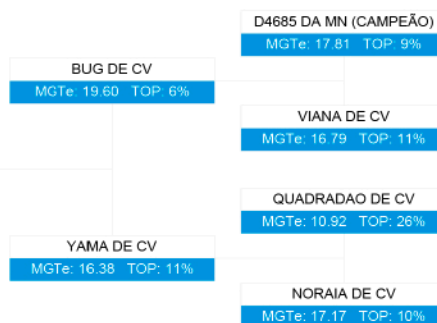 D4685 DA MN (CAMPEÃO)
MGTe: 17.81 TOP: 9%
BUG DE CV
MGTe: 19.60 TOP: 6%
VIANA DE CV
MGTe: 16.79 TOP: 11%
QUADRADAO DE CV
MGTe: 10.92 TOP: 26%
YAMA DE CV
MGTe: 16.38 TOP: 11%
NORAIA DE CV
MGTe: 17.17 TOP: 10%